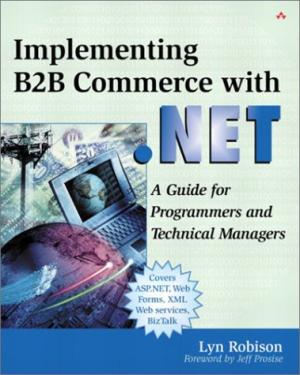 Implementing
B2B Commerce with
.NET
A Guide for
Programmers and
Technical Managers
Covers
ASP.NET, Web
Forms, XML
Web services,
BizTalk
Lyn Robison
Foreword by Jeff Prosise